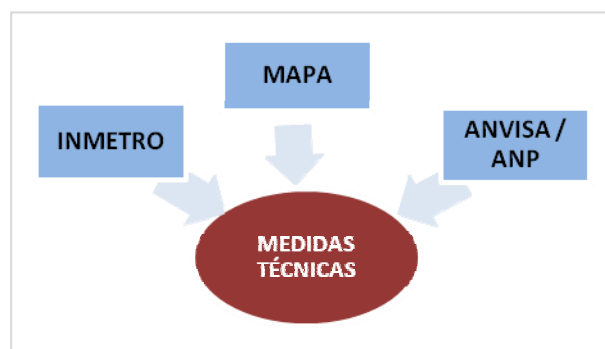 MAPA
INMETRO
ANVISA /
ANP
MEDIDAS
TÉCNICAS